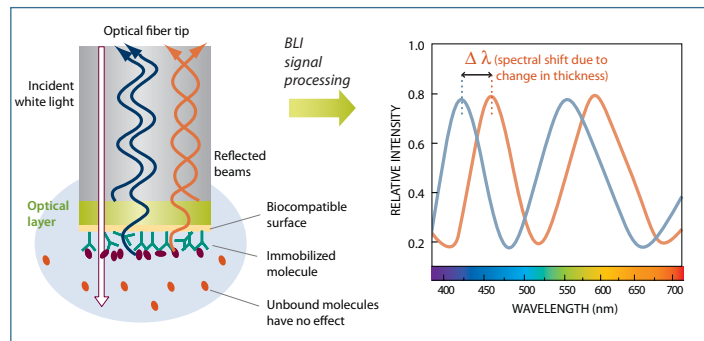 Optical fiber tip
Incident
white light
Reflected
beams
Optical
layer
Biocompatible
surface
Immobilized
molecule
Unbound molecules
have no effect
BLI
signal
processing
Δ λ (spectral shift due to
change in thickness)
RELATIVE INTENSITY
1.0
0.8
0.6
0.4
0.2
400 450 500 550 600 650 700
WAVELENGTH (nm)